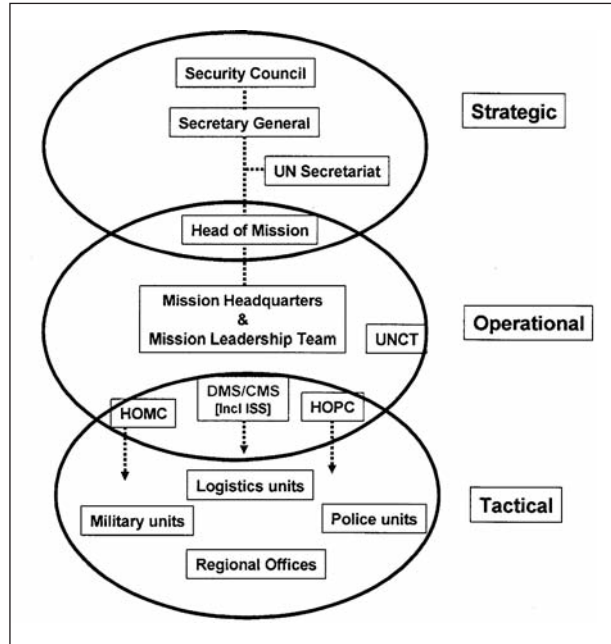 Security Council
Strategic
Secretary General
UN Secretariat
Head of Mission
Mission Headquarters
&
Mission Leadership Team
UNCT
Operational
HOMC
DMS/CMS
[Incl ISS]
HOPC
Logistics units
Military units
Police units
Tactical
Regional Offices